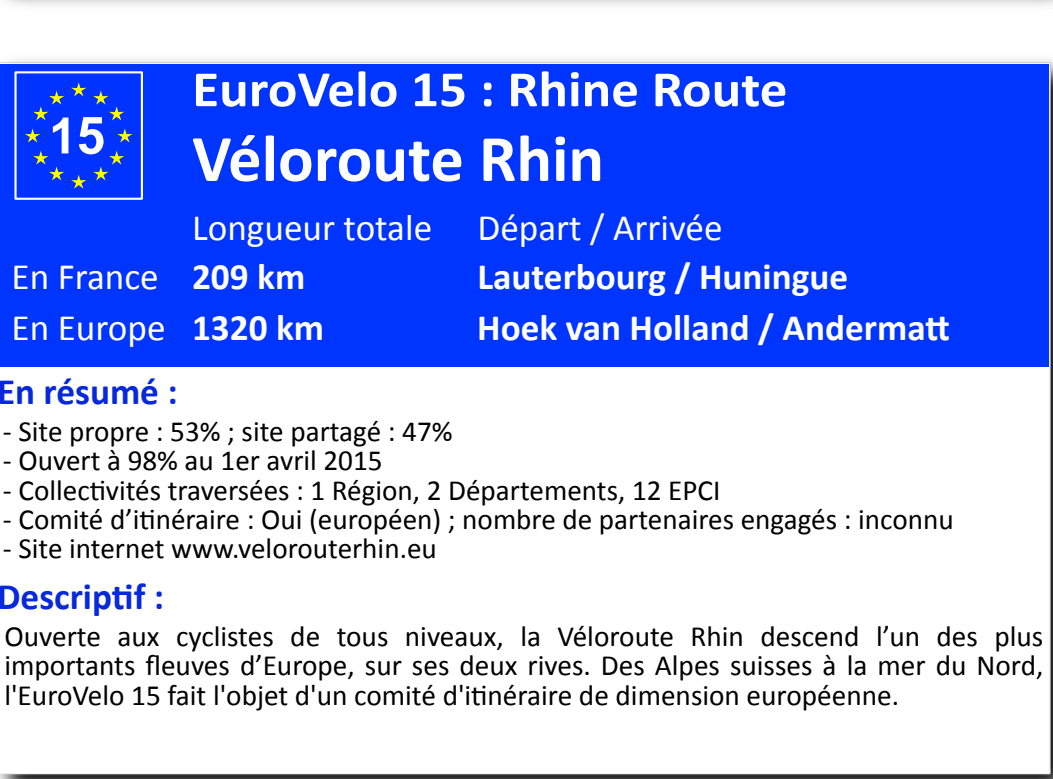 15
EuroVelo 15 : Rhine Route
Véloroute Rhin
Longueur totale Départ / Arrivée
En France 209 km Lauterbourg / Huningue
En Europe 1320 km Hoek van Holland / Andermatt
En résumé :
- Site propre : 53% ; site partagé : 47%
- Ouvert à 98% au 1er avril 2015
- Collectivités traversées : 1 Région, 2 Départements, 12 EPCI
- Comité d’itinéraire : Oui (européen) ; nombre de partenaires engagés : inconnu
- Site internet www.velorouterhin.eu
Descriptif :
Ouverte aux cyclistes de tous niveaux, la Véloroute Rhin descend l’un des plus
importants fleuves d’Europe, sur ses deux rives. Des Alpes suisses à la mer du Nord,
l'EuroVelo 15 fait l'objet d'un comité d'itinéraire de dimension européenne.